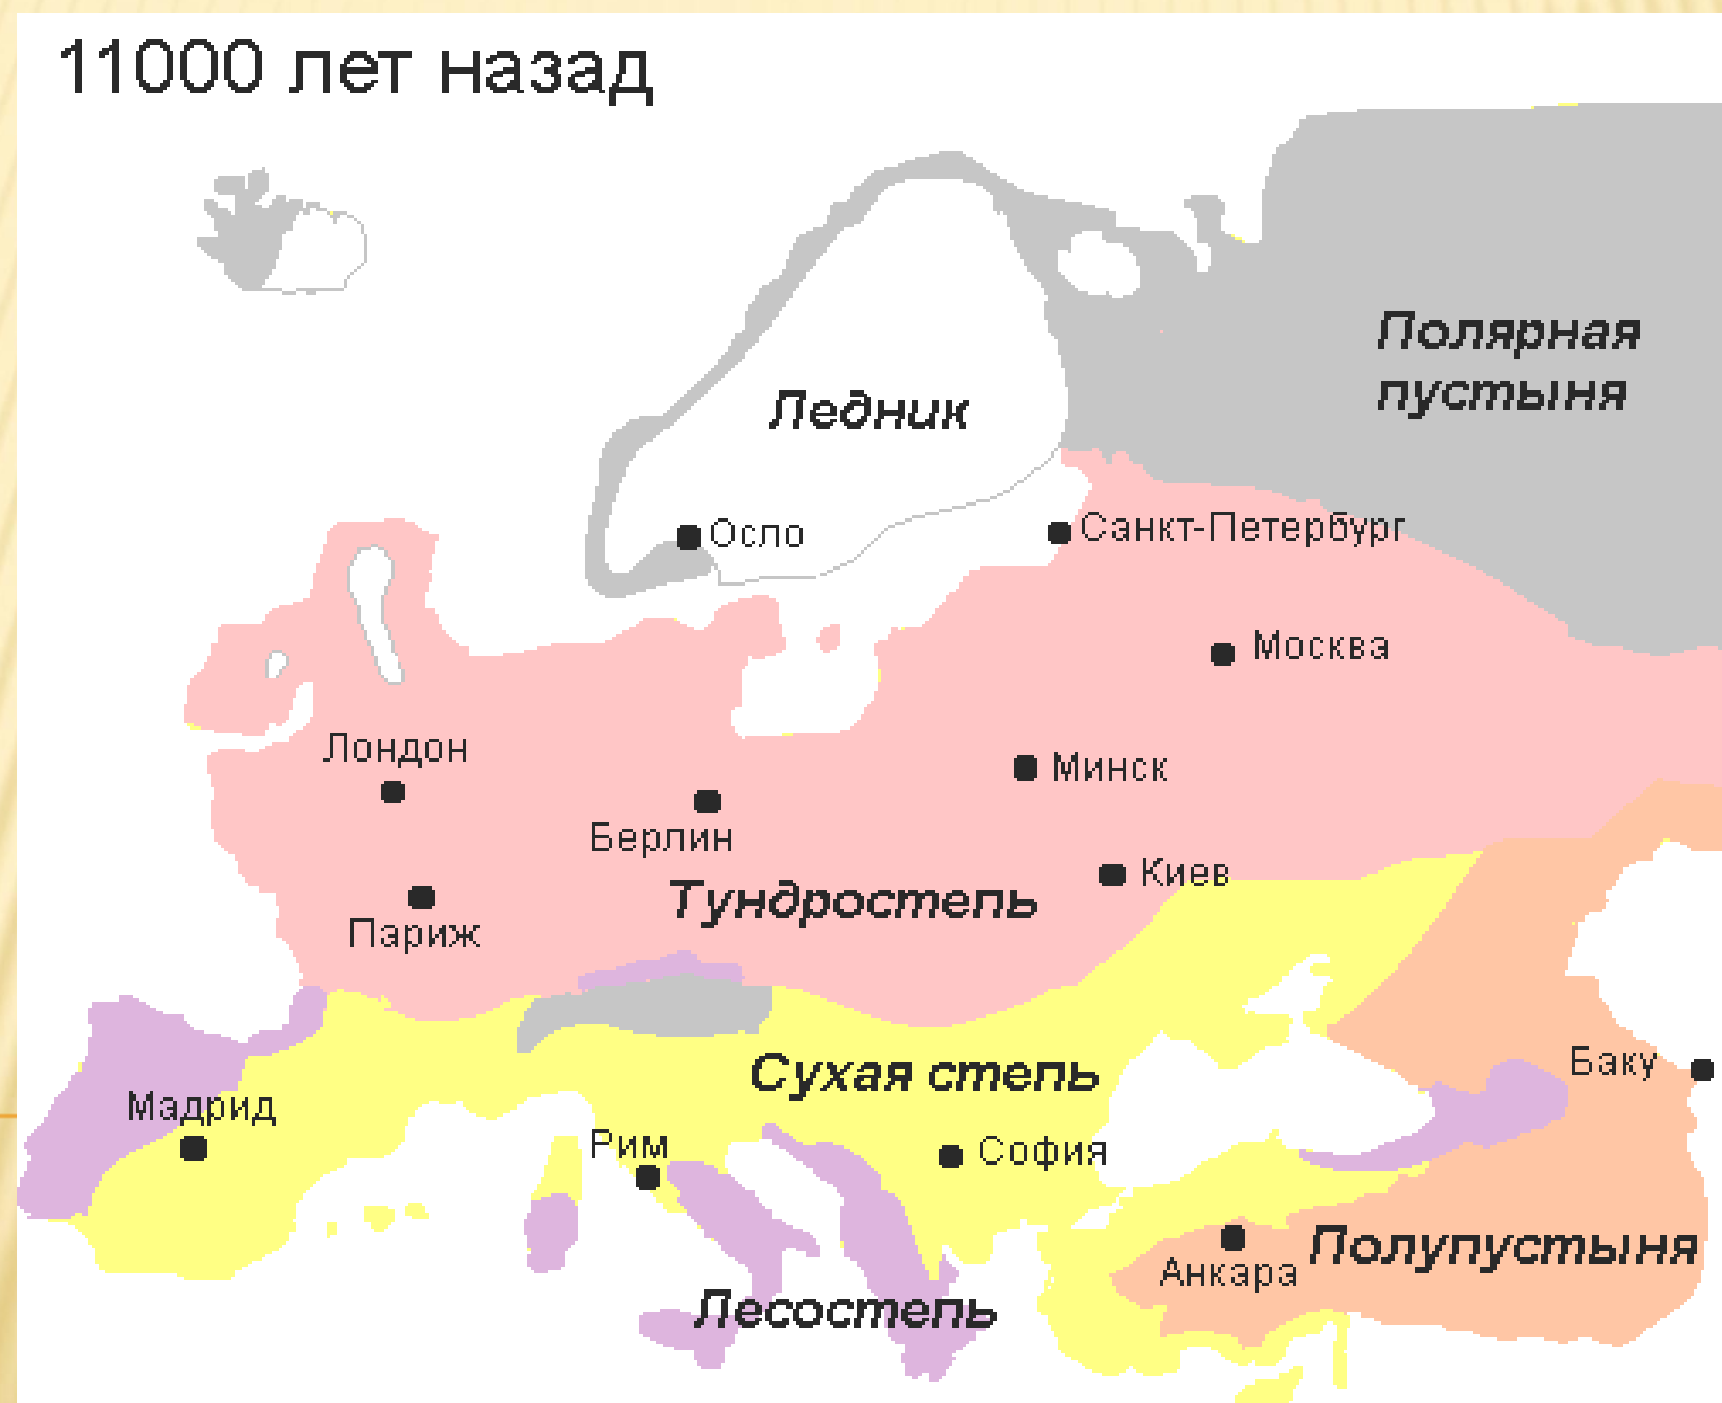 11000 лет назад
Полярная
пустыня
Ледник
Осло
Санкт-Петербург
Москва
Лондон
Минск
Берлин
Киев
Тундростепь
Париж
Сухая степь
Баку
Мадрид
Рим
София
Полупустыня
Анкара
Лесостепь